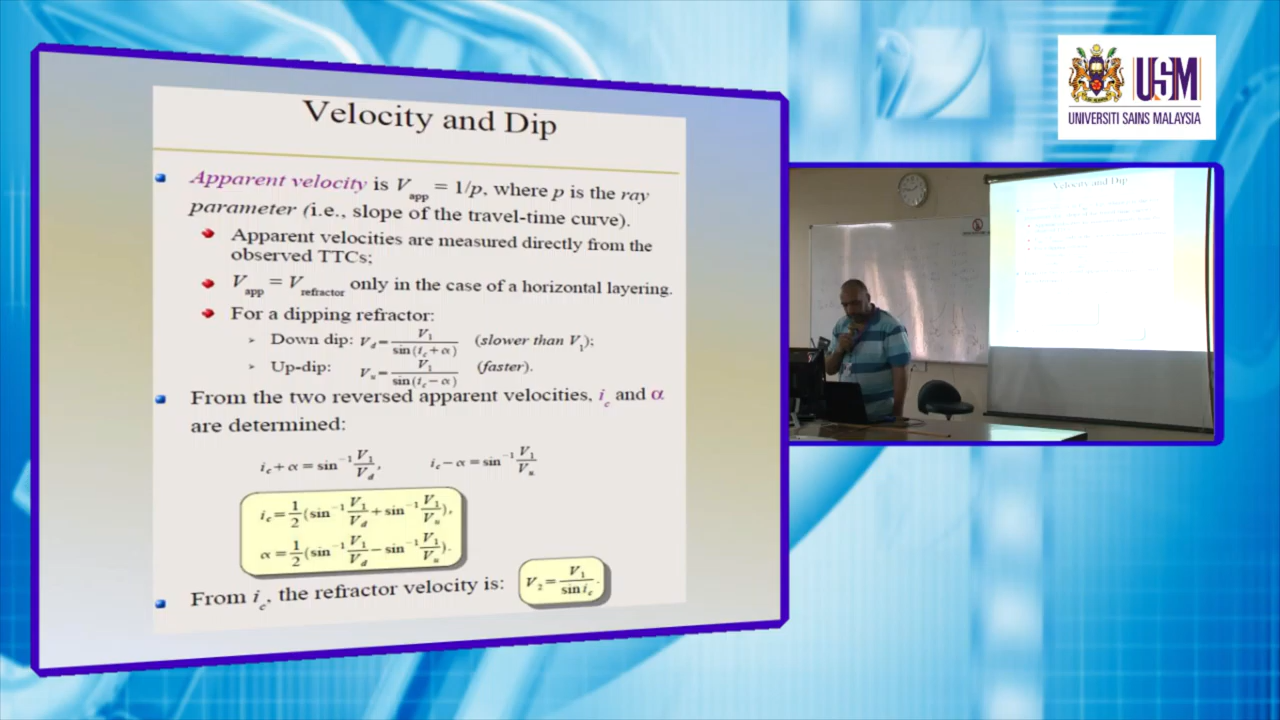 Velocity and Dip
Apparent velocity is V_app = 1/p, where p is the ray
parameter (i.e., slope of the travel-time curve).
Apparent velocities are measured directly from the
observed TTCs;
V_app = V_refractor only in the case of a horizontal layering.
For a dipping refractor:
Down dip: V_d = V_1 / sin(i_c+α) (slower than V_1);
Up-dip: V_u = V_1 / sin(i_c−α) (faster).
From the two reversed apparent velocities, i_c and α
are determined:
i_c+α = sin⁻¹ V_1/V_d, i_c−α = sin⁻¹ V_1/V_u
i_c = 1/2 (sin⁻¹ V_1/V_d + sin⁻¹ V_1/V_u),
α = 1/2 (sin⁻¹ V_1/V_d − sin⁻¹ V_1/V_u).
From i_c, the refractor velocity is: V_2 = V_1 / sin i_c.
USM
UNIVERSITI SAINS MALAYSIA
Velocity and Dip